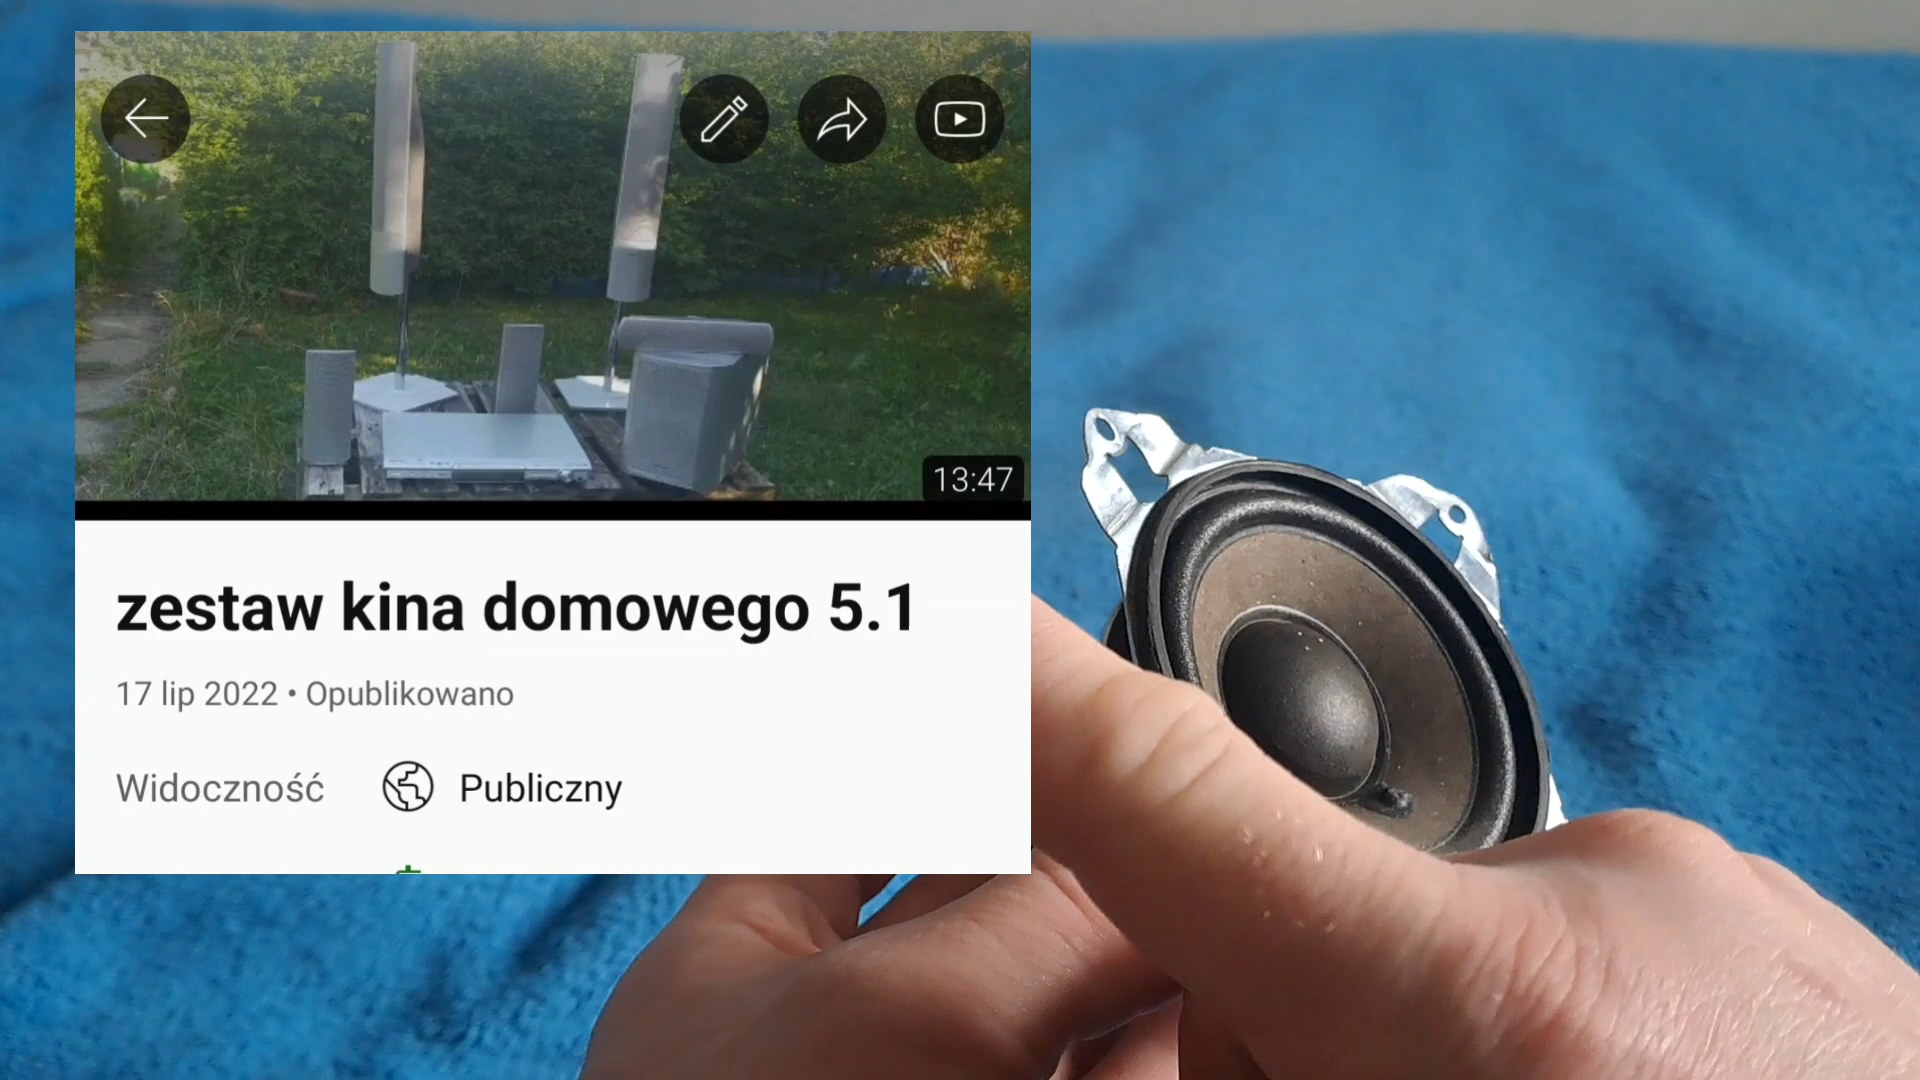 13:47
zestaw kina domowego 5.1
17 lip 2022 • Opublikowano
Widoczność Publiczny